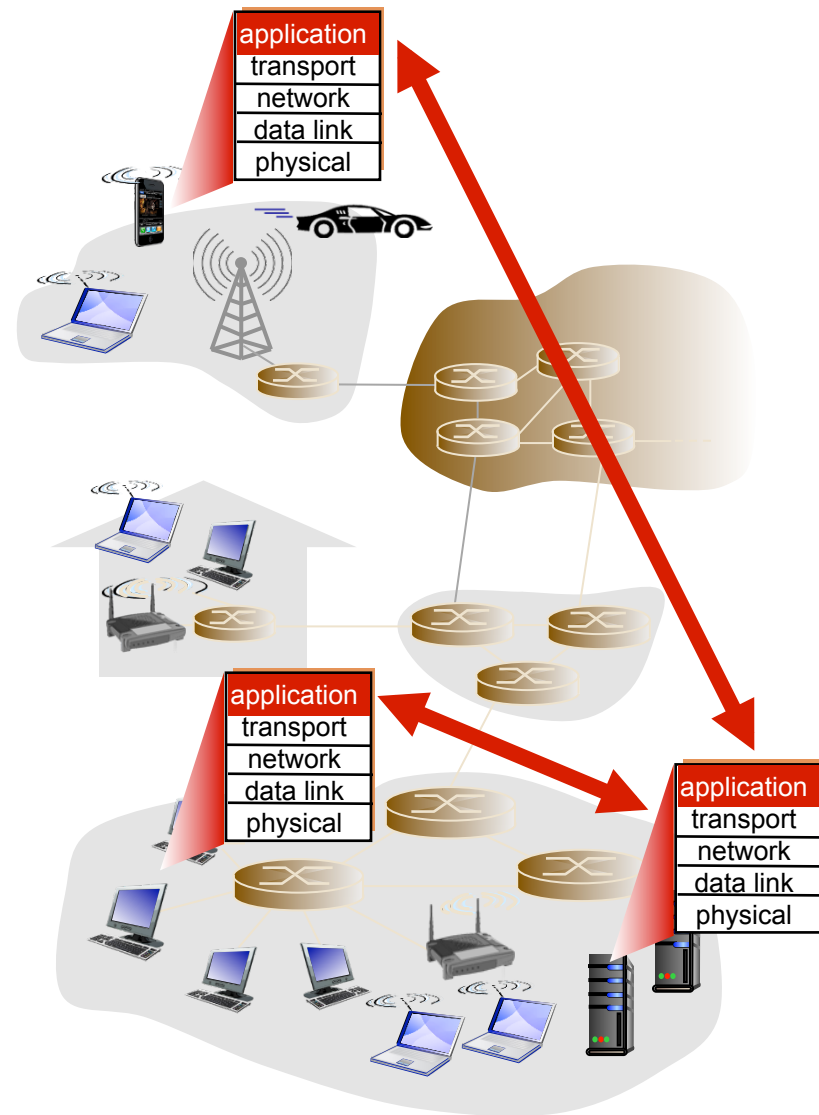 application
transport
network
data link
physical
application
transport
network
data link
physical
application
transport
network
data link
physical